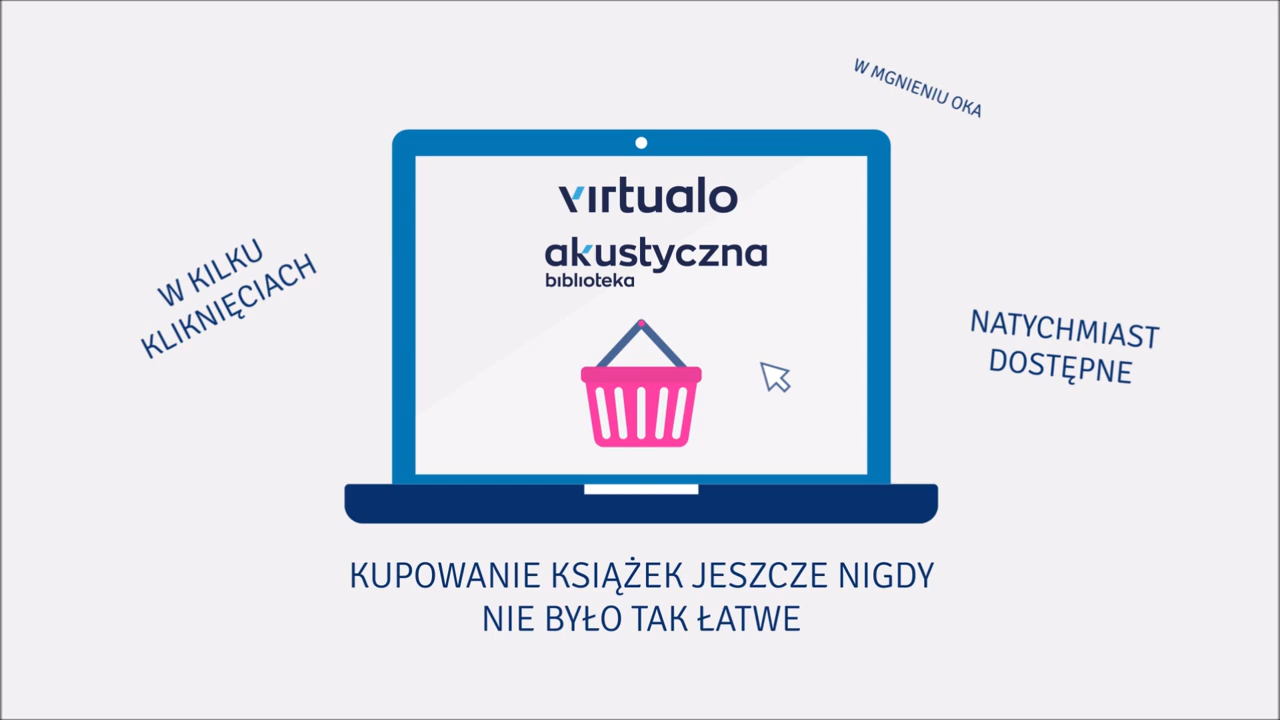 W MGNIENIU OKA
virtualo
akustyczna
biblioteka
W KILKU
KLIKNIĘCIACH
NATYCHMIAST
DOSTĘPNE
KUPOWANIE KSIĄŻEK JESZCZE NIGDY
NIE BYŁO TAK ŁATWE